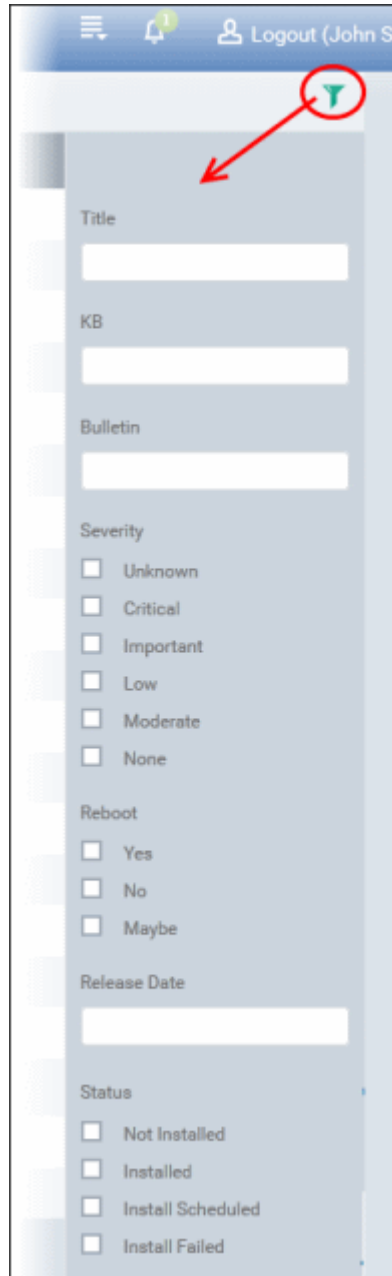 1
Logout (John S
Title
KB
Bulletin
Severity
Unknown
Critical
Important
Low
Moderate
None
Reboot
Yes
No
Maybe
Release Date
Status
Not Installed
Installed
Install Scheduled
Install Failed